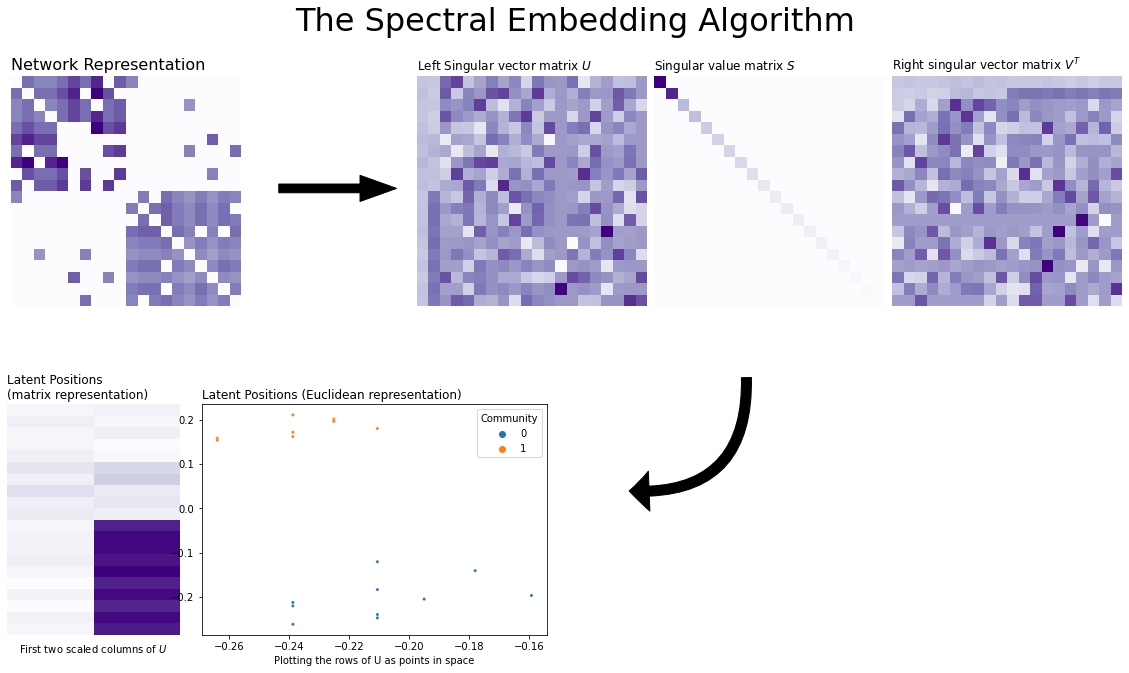 The Spectral Embedding Algorithm
Network Representation
Left Singular vector matrix U
Singular value matrix S
Right singular vector matrix V^T
Latent Positions
(matrix representation)
First two scaled columns of U
Latent Positions (Euclidean representation)
Community
0
1
0.2
0.1
0.0
−0.1
−0.2
−0.26
−0.24
−0.22
−0.20
−0.18
−0.16
Plotting the rows of U as points in space